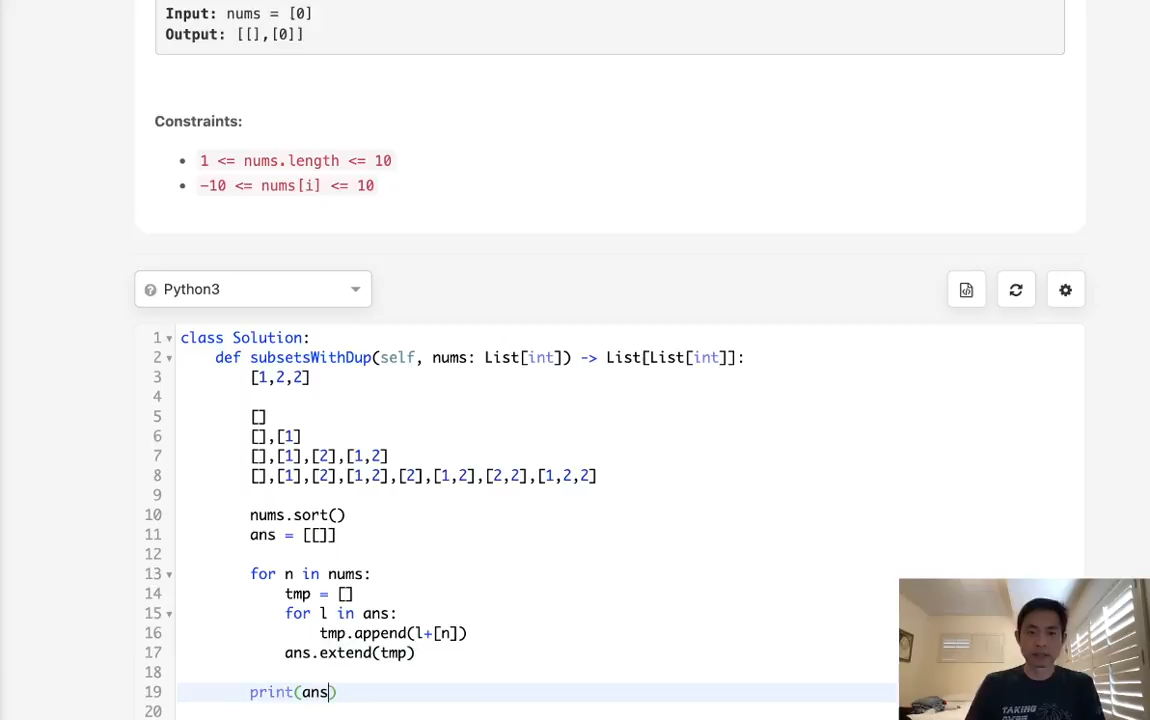 Input: nums = [0]
Output: [[],[0]]
Constraints:
• 1 <= nums.length <= 10
• -10 <= nums[i] <= 10
Python3
1 class Solution:
2 def subsetsWithDup(self, nums: List[int]) -> List[List[int]]:
3 [1,2,2]
4
5 []
6 [],[1]
7 [],[1],[2],[1,2]
8 [],[1],[2],[1,2],[2],[1,2],[2,2],[1,2,2]
9
10 nums.sort()
11 ans = [[]]
12
13 for n in nums:
14 tmp = []
15 for l in ans:
16 tmp.append(l+[n])
17 ans.extend(tmp)
18
19 print(ans)
20
TAKING
OVER